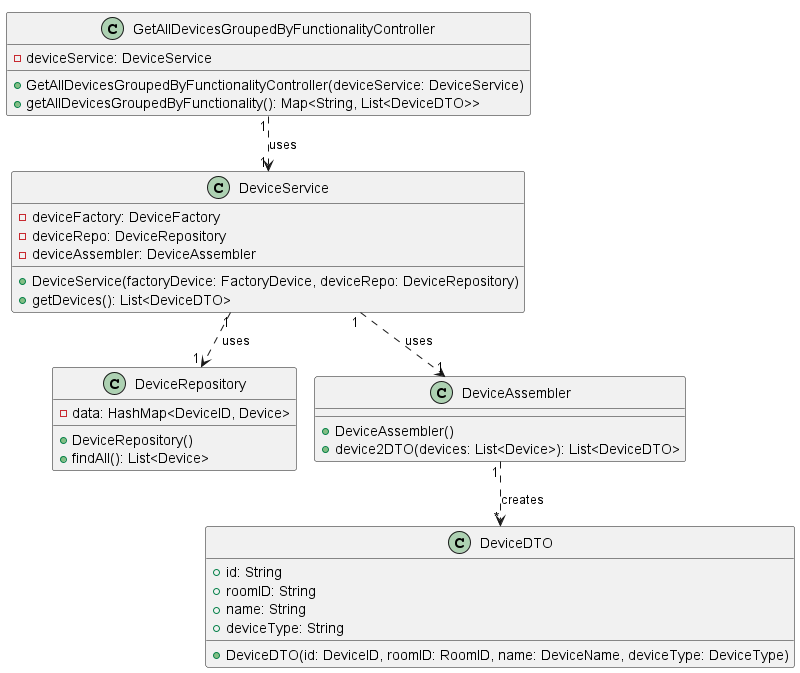 C GetAllDevicesGroupedByFunctionalityController
deviceService: DeviceService
GetAllDevicesGroupedByFunctionalityController(deviceService: DeviceService)
getAllDevicesGroupedByFunctionality(): Map<String, List<DeviceDTO>>
1
uses
1
C DeviceService
deviceFactory: DeviceFactory
deviceRepo: DeviceRepository
deviceAssembler: DeviceAssembler
DeviceService(factoryDevice: FactoryDevice, deviceRepo: DeviceRepository)
getDevices(): List<DeviceDTO>
1 1
uses uses
1 1
C DeviceRepository
data: HashMap<DeviceID, Device>
DeviceRepository()
findAll(): List<Device>
C DeviceAssembler
DeviceAssembler()
device2DTO(devices: List<Device>): List<DeviceDTO>
1
creates
*
C DeviceDTO
id: String
roomID: String
name: String
deviceType: String
DeviceDTO(id: DeviceID, roomID: RoomID, name: DeviceName, deviceType: DeviceType)